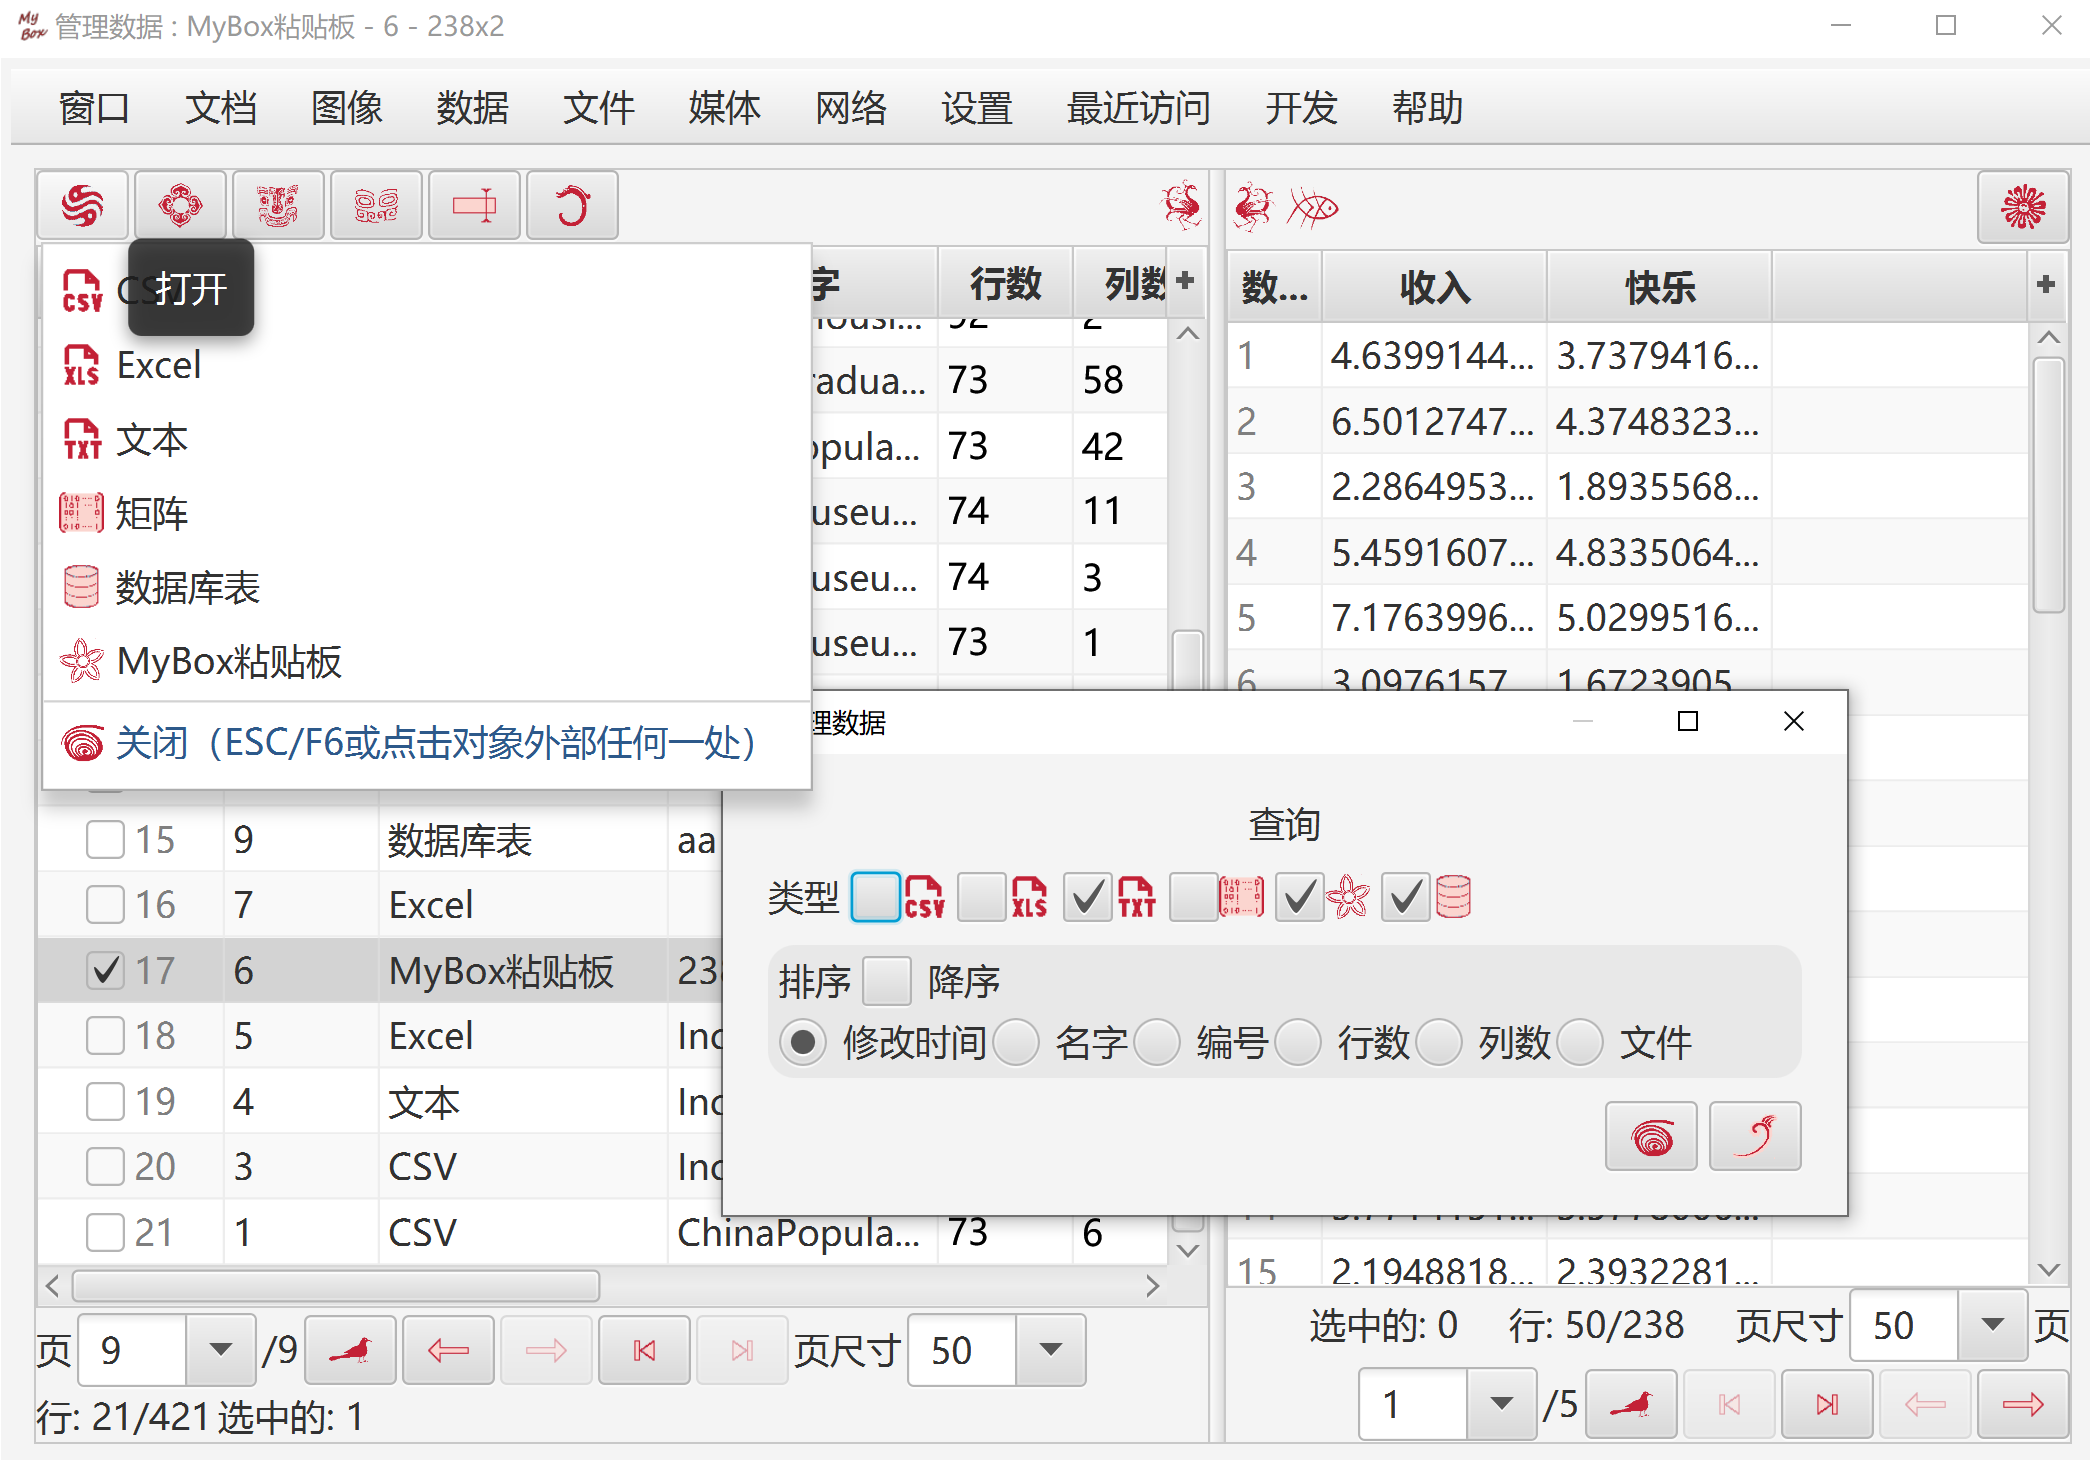 My Box 管理数据 : MyBox粘贴板 - 6 - 238x2
窗口 文档 图像 数据 文件 媒体 网络 设置 最近访问 开发 帮助
打开
CSV Excel
XLS
TXT 文本
矩阵
数据库表
MyBox粘贴板
关闭（ESC/F6或点击对象外部任何一处）
字 行数 列数 +
92 2
radua... 73 58
opula... 73 42
useu... 74 11
useu... 74 3
useu... 73 1
15 9 数据库表 aa
16 7 Excel
17 6 MyBox粘贴板 238
18 5 Excel Inc
19 4 文本 Inc
20 3 CSV Inc
21 1 CSV ChinaPopula... 73 6
页 9 /9 页尺寸 50
行: 21/421 选中的: 1
数... 收入 快乐 +
1 4.6399144... 3.7379416...
2 6.5012747... 4.3748323...
3 2.2864953... 1.8935568...
4 5.4591607... 4.8335064...
5 7.1763996... 5.0299516...
6 3.0976157 1.6723905
15 2.1948818... 2.3932281...
选中的: 0 行: 50/238 页尺寸 50 页
1 /5
理数据
查询
类型 CSV XLS TXT
排序 降序
修改时间 名字 编号 行数 列数 文件